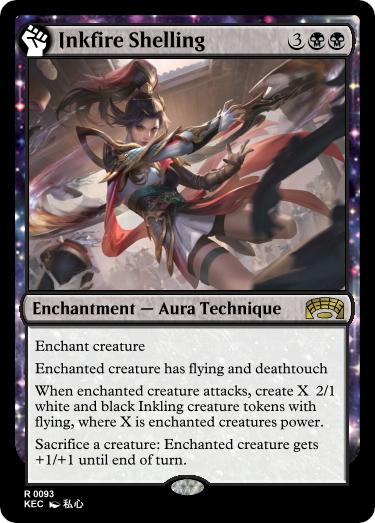 Inkfire Shelling 3
Enchantment — Aura Technique
Enchant creature
Enchanted creature has flying and deathtouch
When enchanted creature attacks, create X 2/1
white and black Inkling creature tokens with
flying, where X is enchanted creatures power.
Sacrifice a creature: Enchanted creature gets
+1/+1 until end of turn.
R 0093
KEC 私心